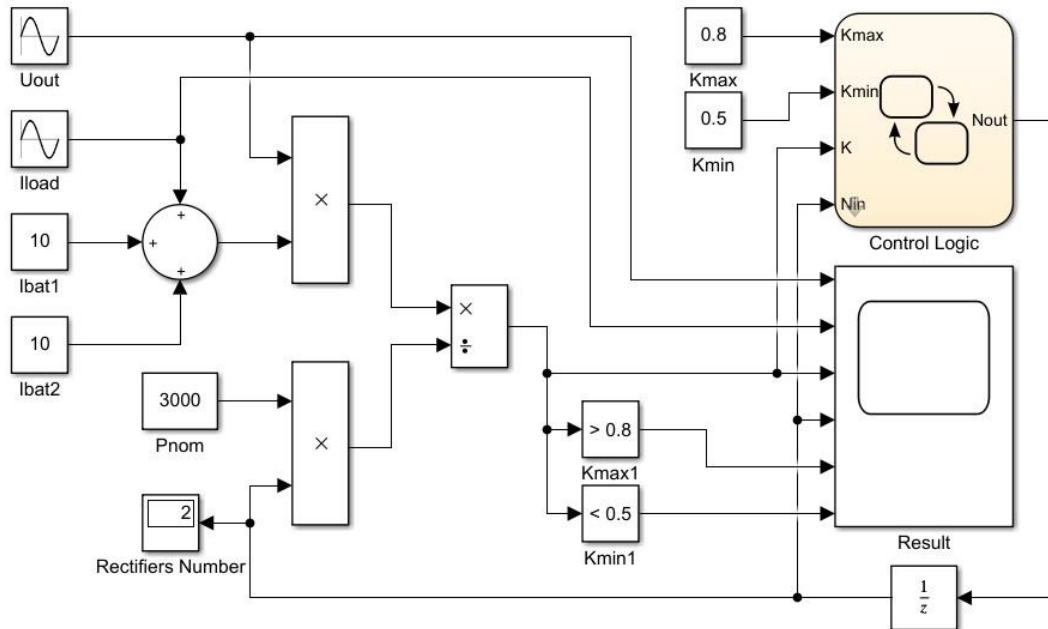 Uout
Iload
10
Ibat1
10
Ibat2
+
+
+
×
3000
Pnom
×
2
Rectifiers Number
×
÷
> 0.8
Kmax1
< 0.5
Kmin1
0.8
Kmax
0.5
Kmin
Kmax
Kmin
K
Nin
Nout
Control Logic
Result
1
z